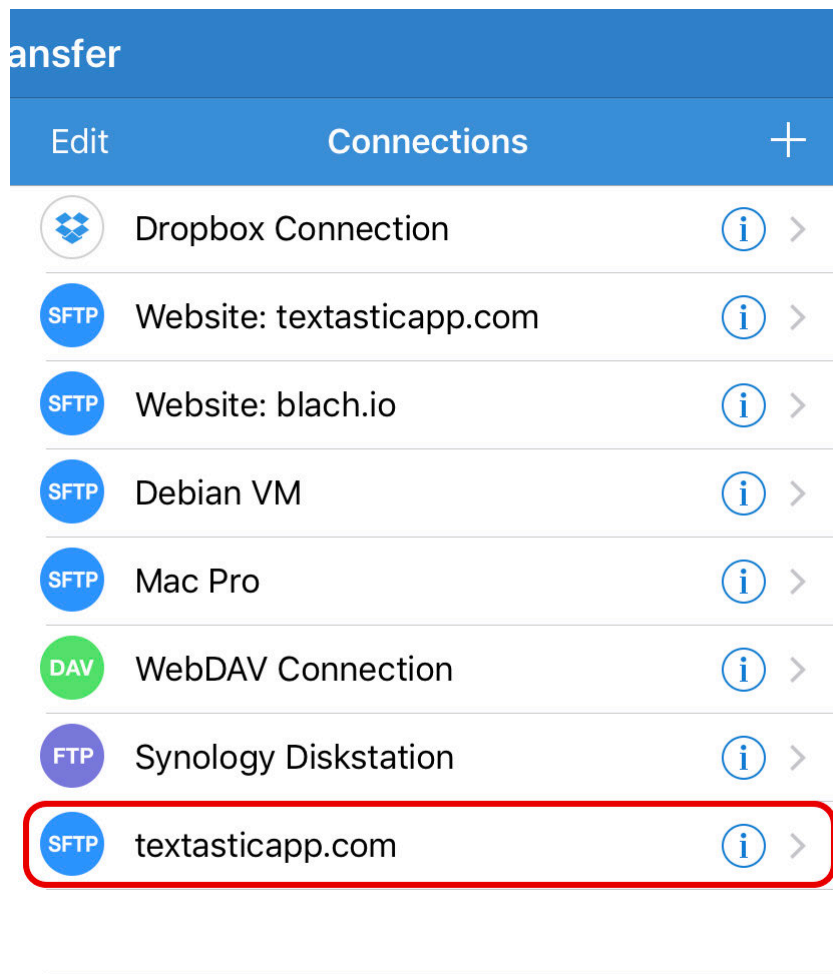 ansfer
Edit Connections +
Dropbox Connection i
SFTP Website: textasticapp.com i
SFTP Website: blach.io i
SFTP Debian VM i
SFTP Mac Pro i
DAV WebDAV Connection i
FTP Synology Diskstation i
SFTP textasticapp.com i